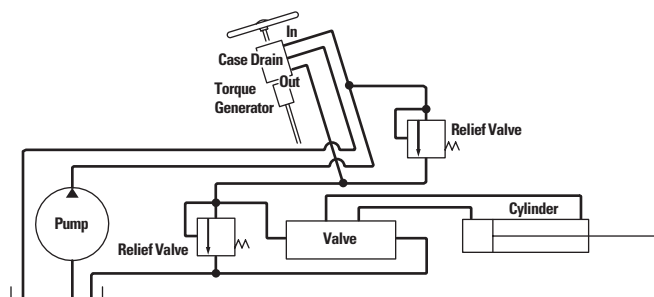 In
Case Drain
Out
Torque
Generator
Relief Valve
Pump
Relief Valve
Valve
Cylinder